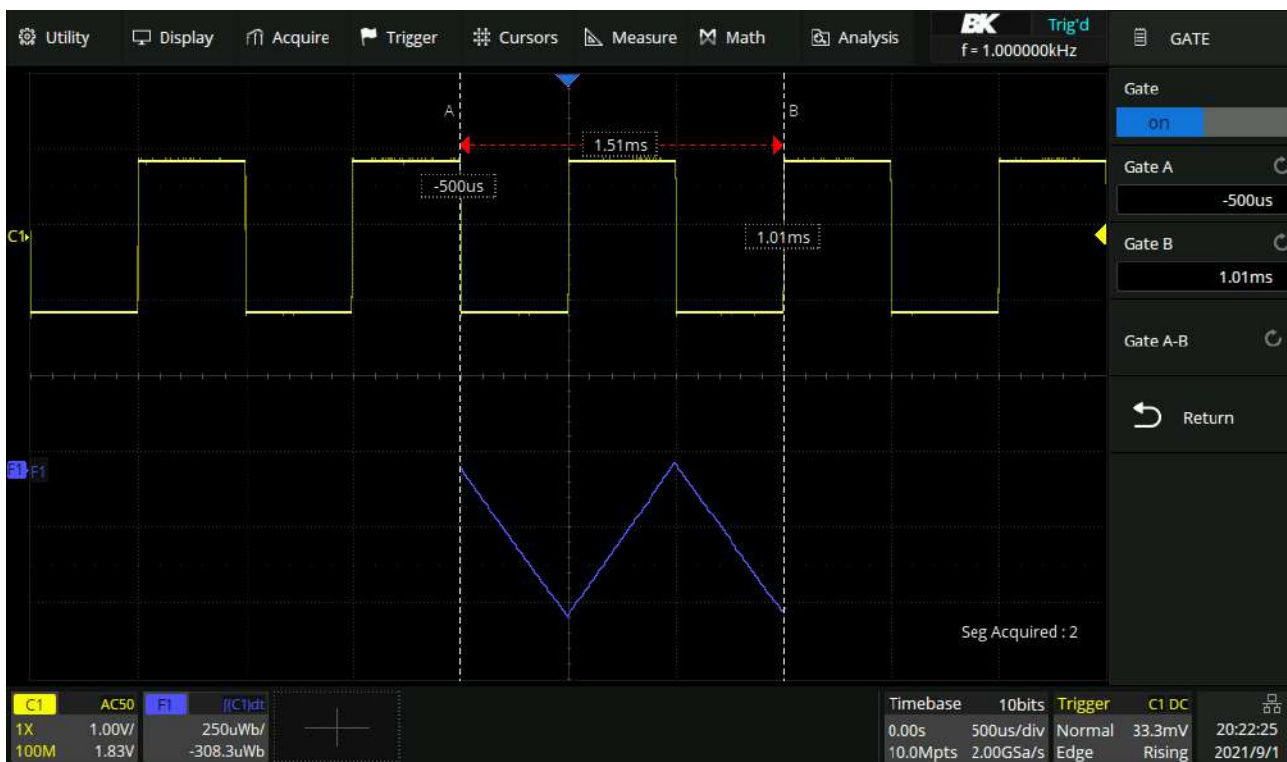 Utility Display Acquire Trigger Cursors Measure Math Analysis BK Trig'd GATE
f = 1.000000kHz
Gate
on
A B
1.51ms
Gate A
-500us
-500us
C1
1.01ms
Gate B
1.01ms
Gate A-B
Return
F1 F1
Seg Acquired : 2
C1 AC50 F1 ∫(C1)dt Timebase 10bits Trigger C1 DC
1X 1.00V/ 250uWb/ 0.00s 500us/div Normal 33.3mV 20:22:25
100M 1.83V -308.3uWb 10.0Mpts 2.00GSa/s Edge Rising 2021/9/1